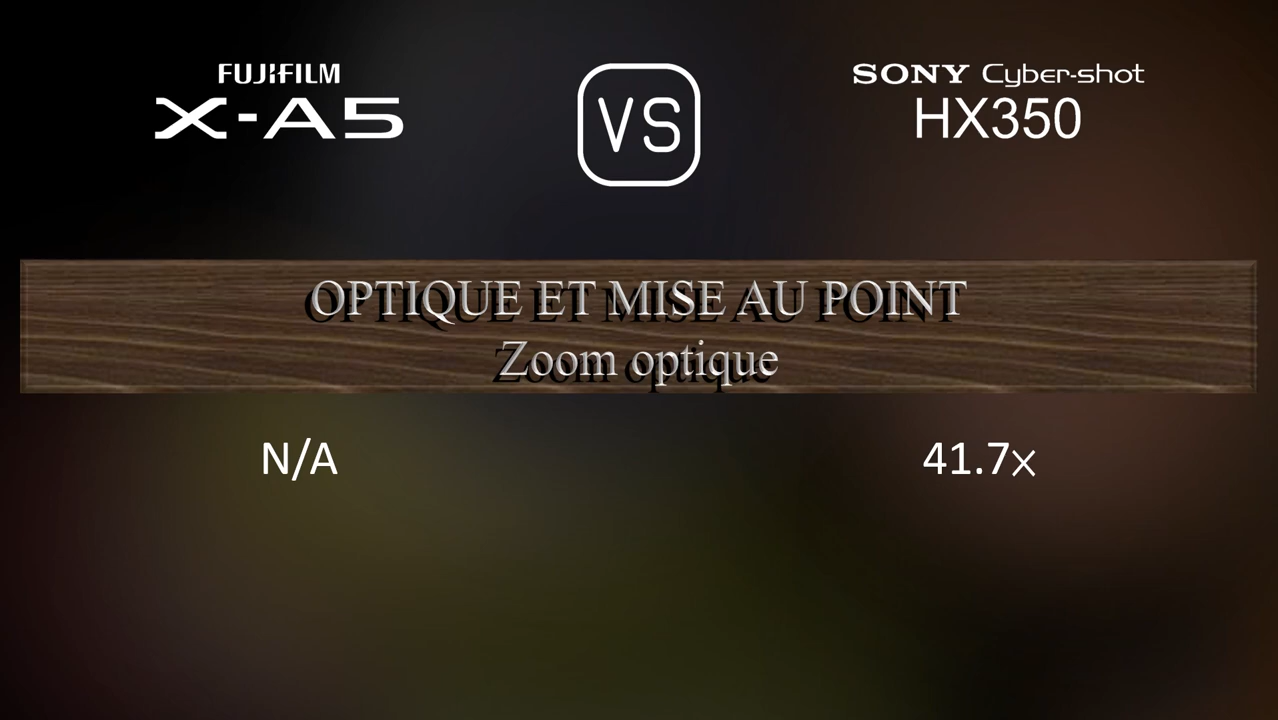 FUJIFILM
X-A5
VS
SONY Cyber-shot
HX350
OPTIQUE ET MISE AU POINT
Zoom optique
N/A
41.7x